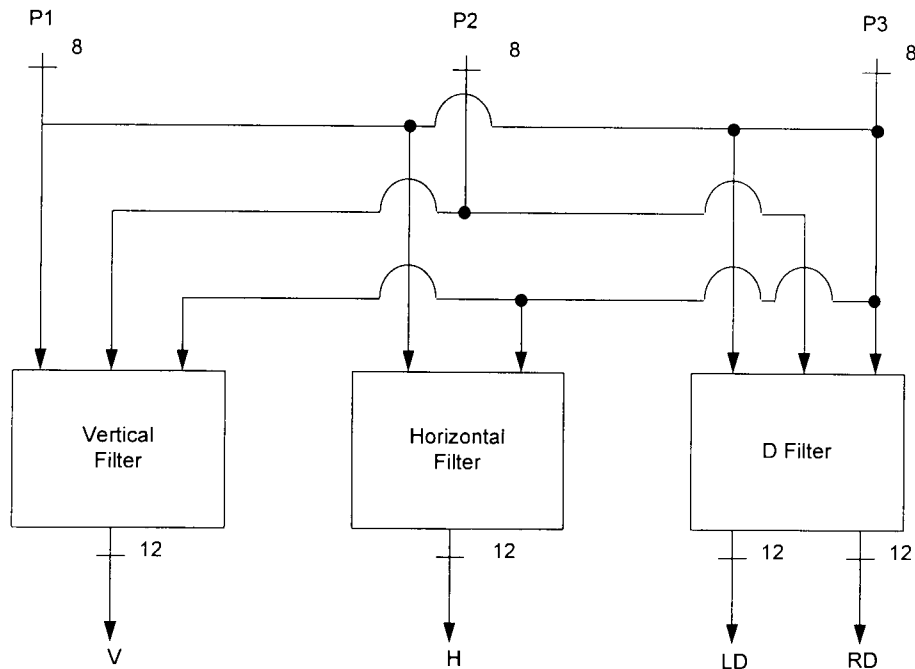 P1
P2
P3
8
8
8
Vertical
Filter
Horizontal
Filter
D Filter
12
12
12
12
V
H
LD
RD